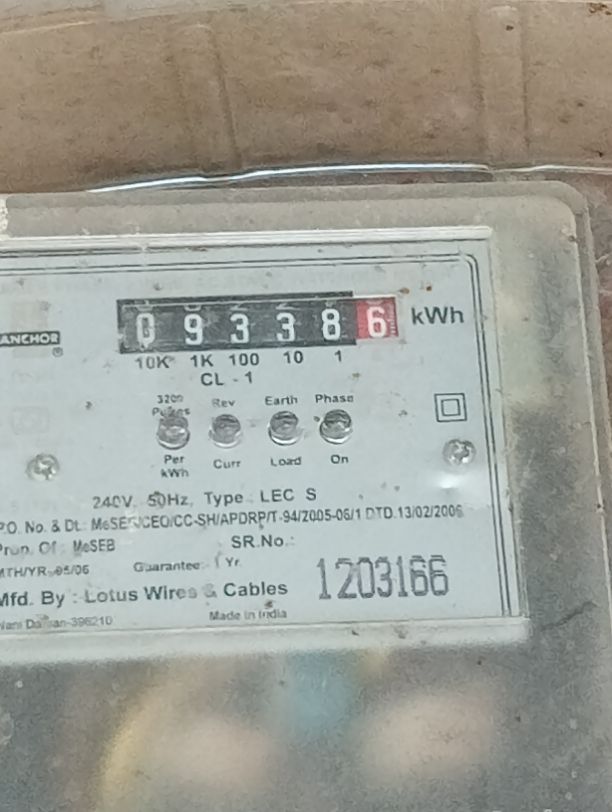 ANCHOR
®
0 9 3 3 8 6 kWh
10K 1K 100 10 1
CL - 1
3200 Pulses Per kWh
Rev Curr
Earth Load
Phase On
240V, 50Hz, Type : LEC S
P.O. No. & Dt. MeSEB/CEO/CC-SH/APDRP/T-94/2005-06/1 DTD.13/02/2006
Prop. Of : MeSEB SR.No.:
MTH/YR. 05/06 Guarantee:- 1 Yr. 1203166
Mfd. By : Lotus Wires & Cables
Nani Daman-396210 Made in India